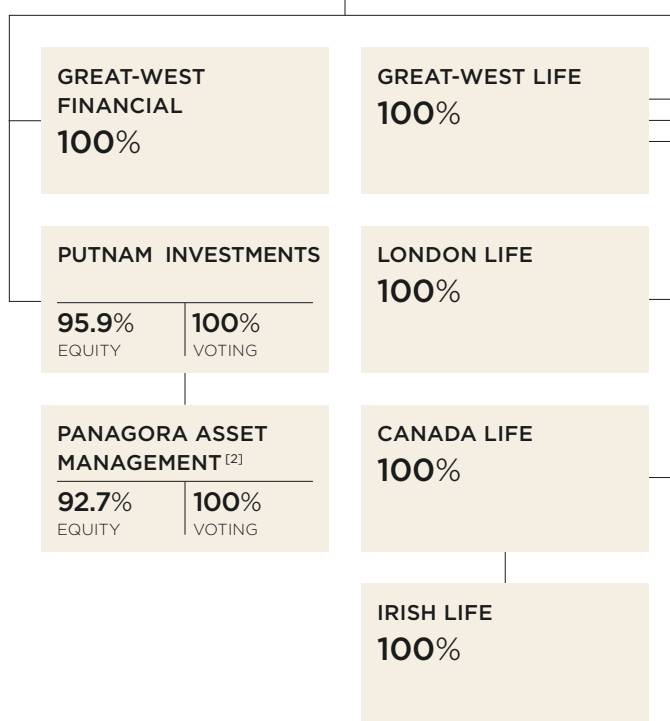 GREAT-WEST
FINANCIAL
100%
GREAT-WEST LIFE
100%
PUTNAM INVESTMENTS
95.9%
EQUITY
100%
VOTING
LONDON LIFE
100%
PANAGORA ASSET
MANAGEMENT [2]
92.7%
EQUITY
100%
VOTING
CANADA LIFE
100%
IRISH LIFE
100%